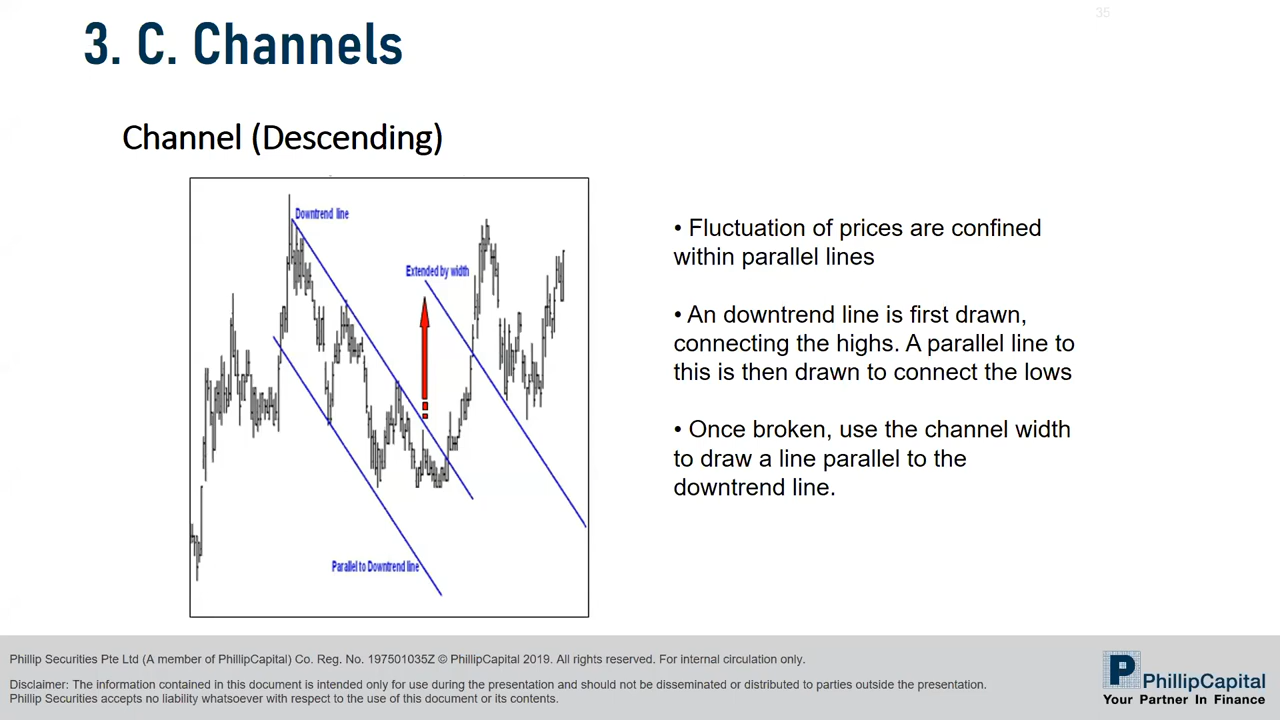 35
3. C. Channels
Channel (Descending)
Downtrend line
Extended by width
Parallel to Downtrend line
• Fluctuation of prices are confined
within parallel lines
• An downtrend line is first drawn,
connecting the highs. A parallel line to
this is then drawn to connect the lows
• Once broken, use the channel width
to draw a line parallel to the
downtrend line.
Phillip Securities Pte Ltd (A member of PhillipCapital) Co. Reg. No. 197501035Z © PhillipCapital 2019. All rights reserved. For internal circulation only.
Disclaimer: The information contained in this document is intended only for use during the presentation and should not be disseminated or distributed to parties outside the presentation.
Phillip Securities accepts no liability whatsoever with respect to the use of this document or its contents.
P
PhillipCapital
Your Partner In Finance